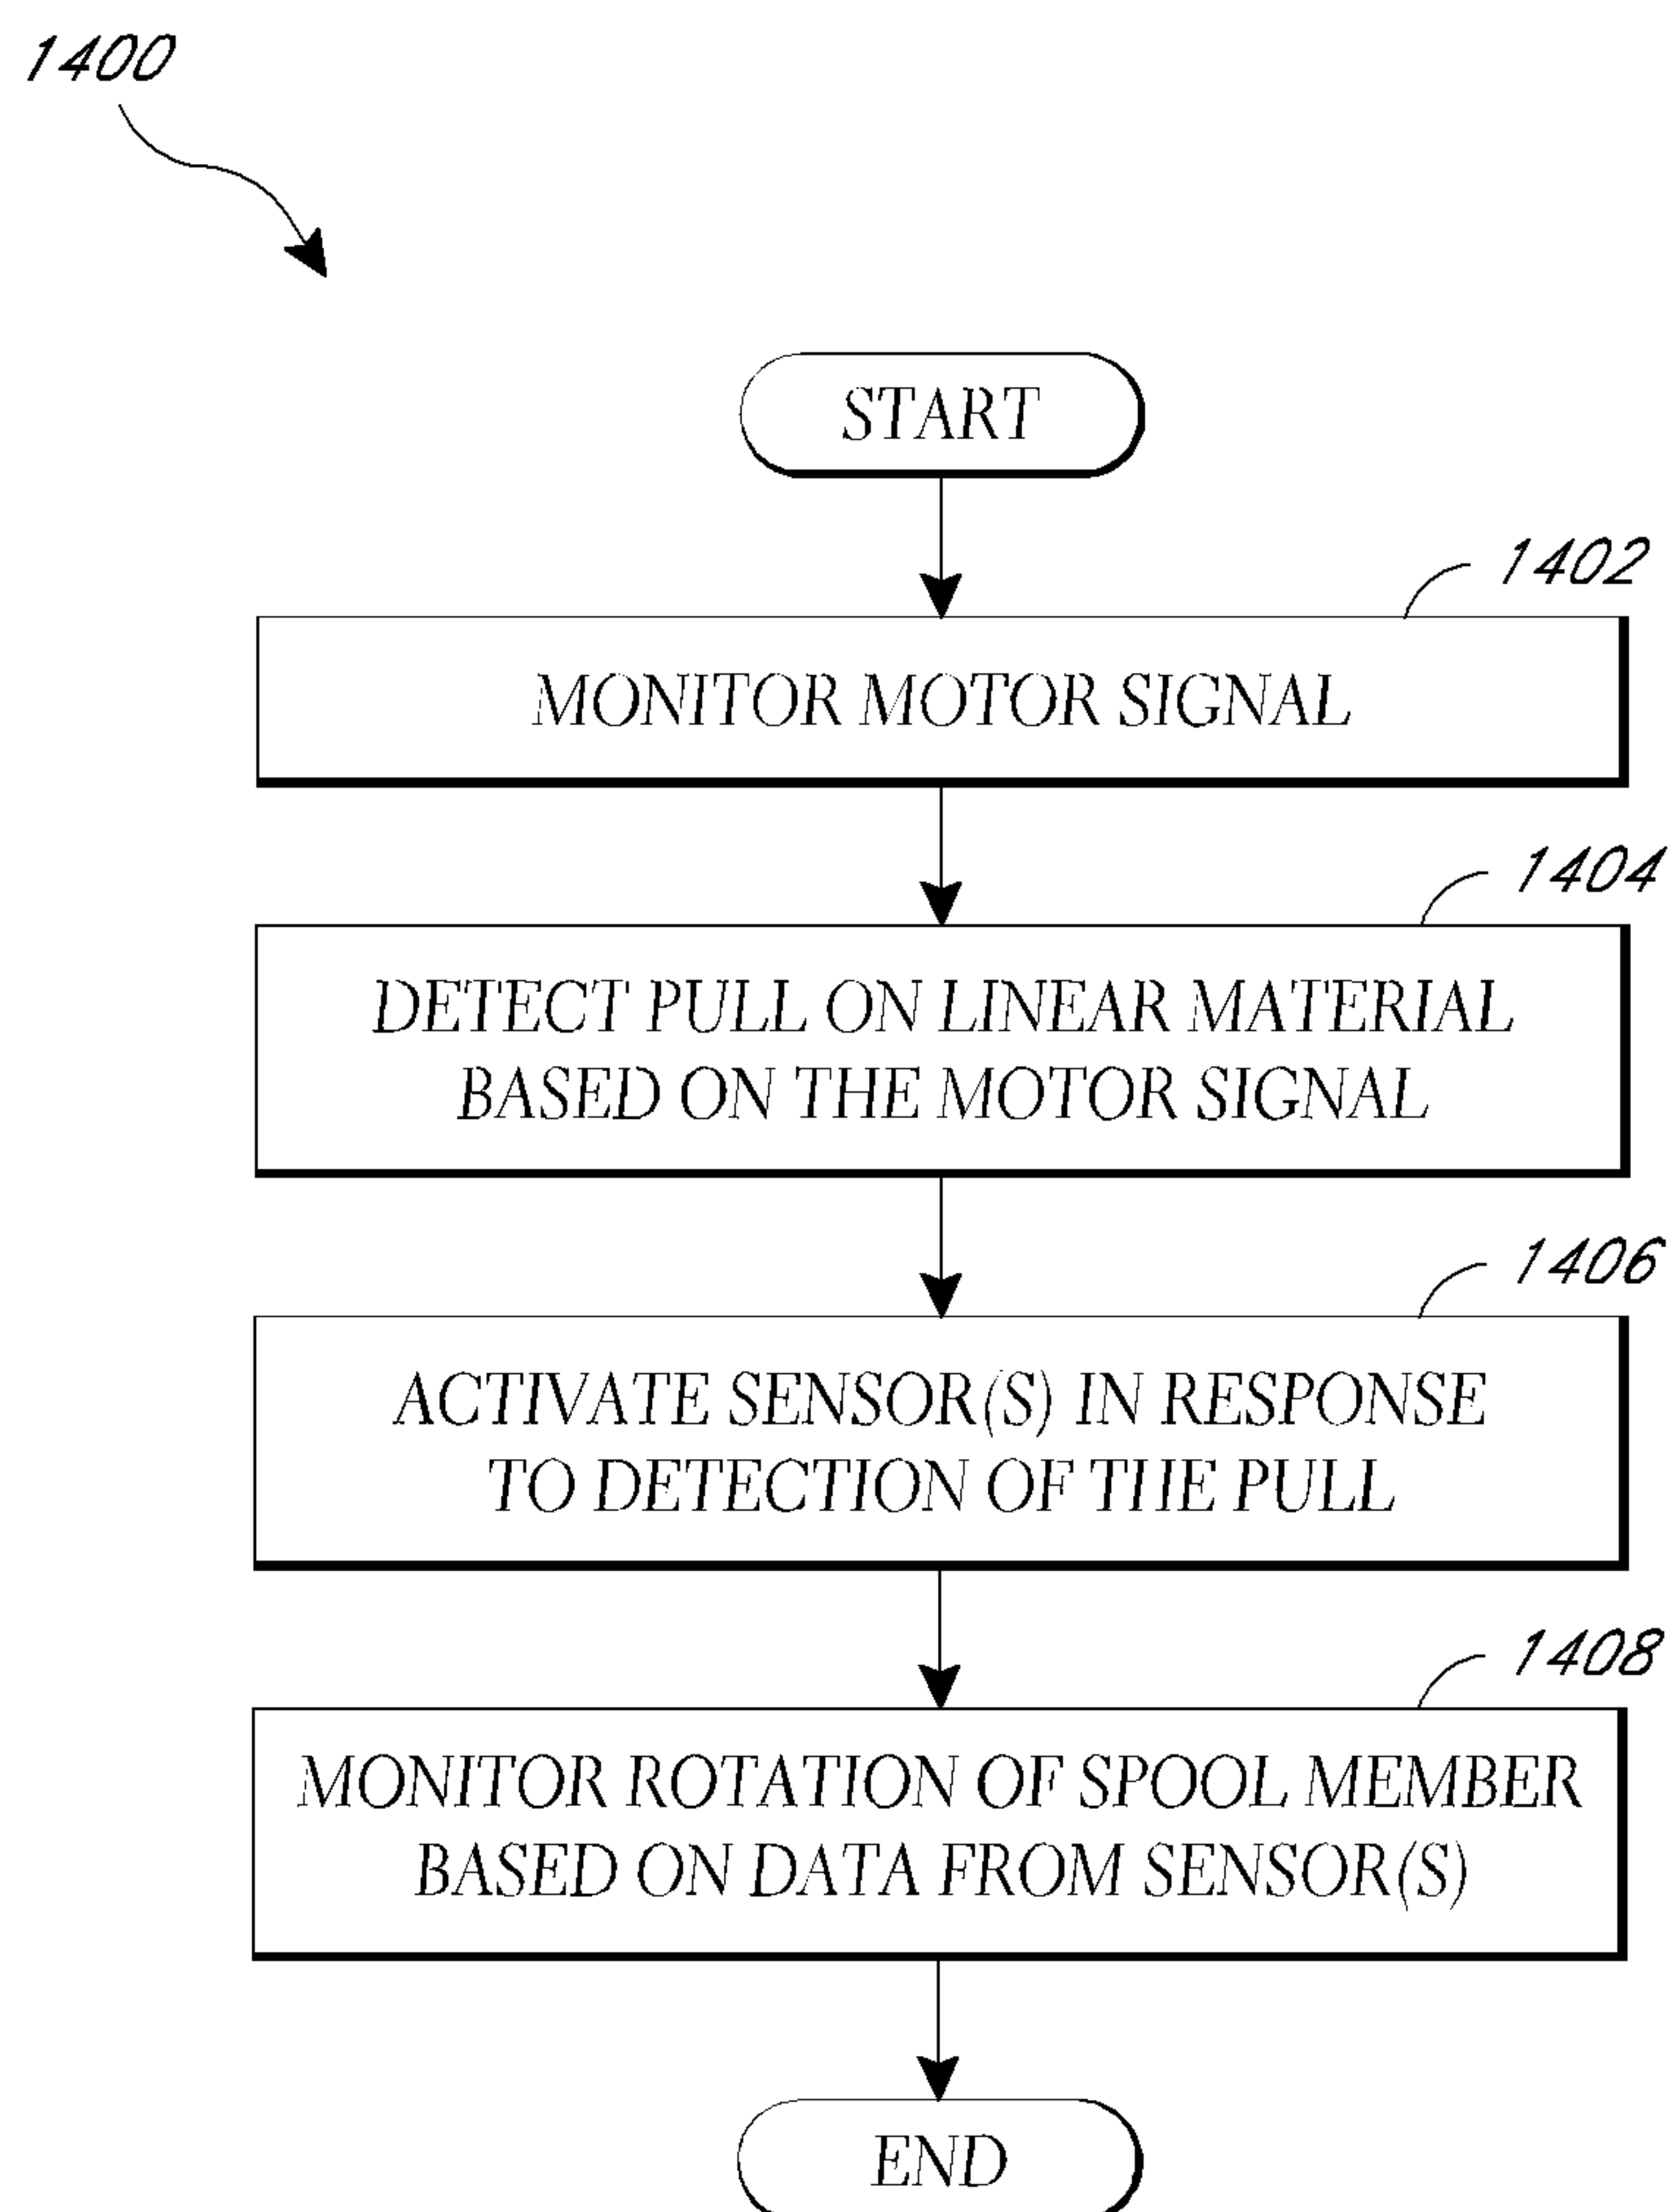 1400
START
1402
MONITOR MOTOR SIGNAL
1404
DETECT PULL ON LINEAR MATERIAL
BASED ON THE MOTOR SIGNAL
1406
ACTIVATE SENSOR(S) IN RESPONSE
TO DETECTION OF THE PULL
1408
MONITOR ROTATION OF SPOOL MEMBER
BASED ON DATA FROM SENSOR(S)
END